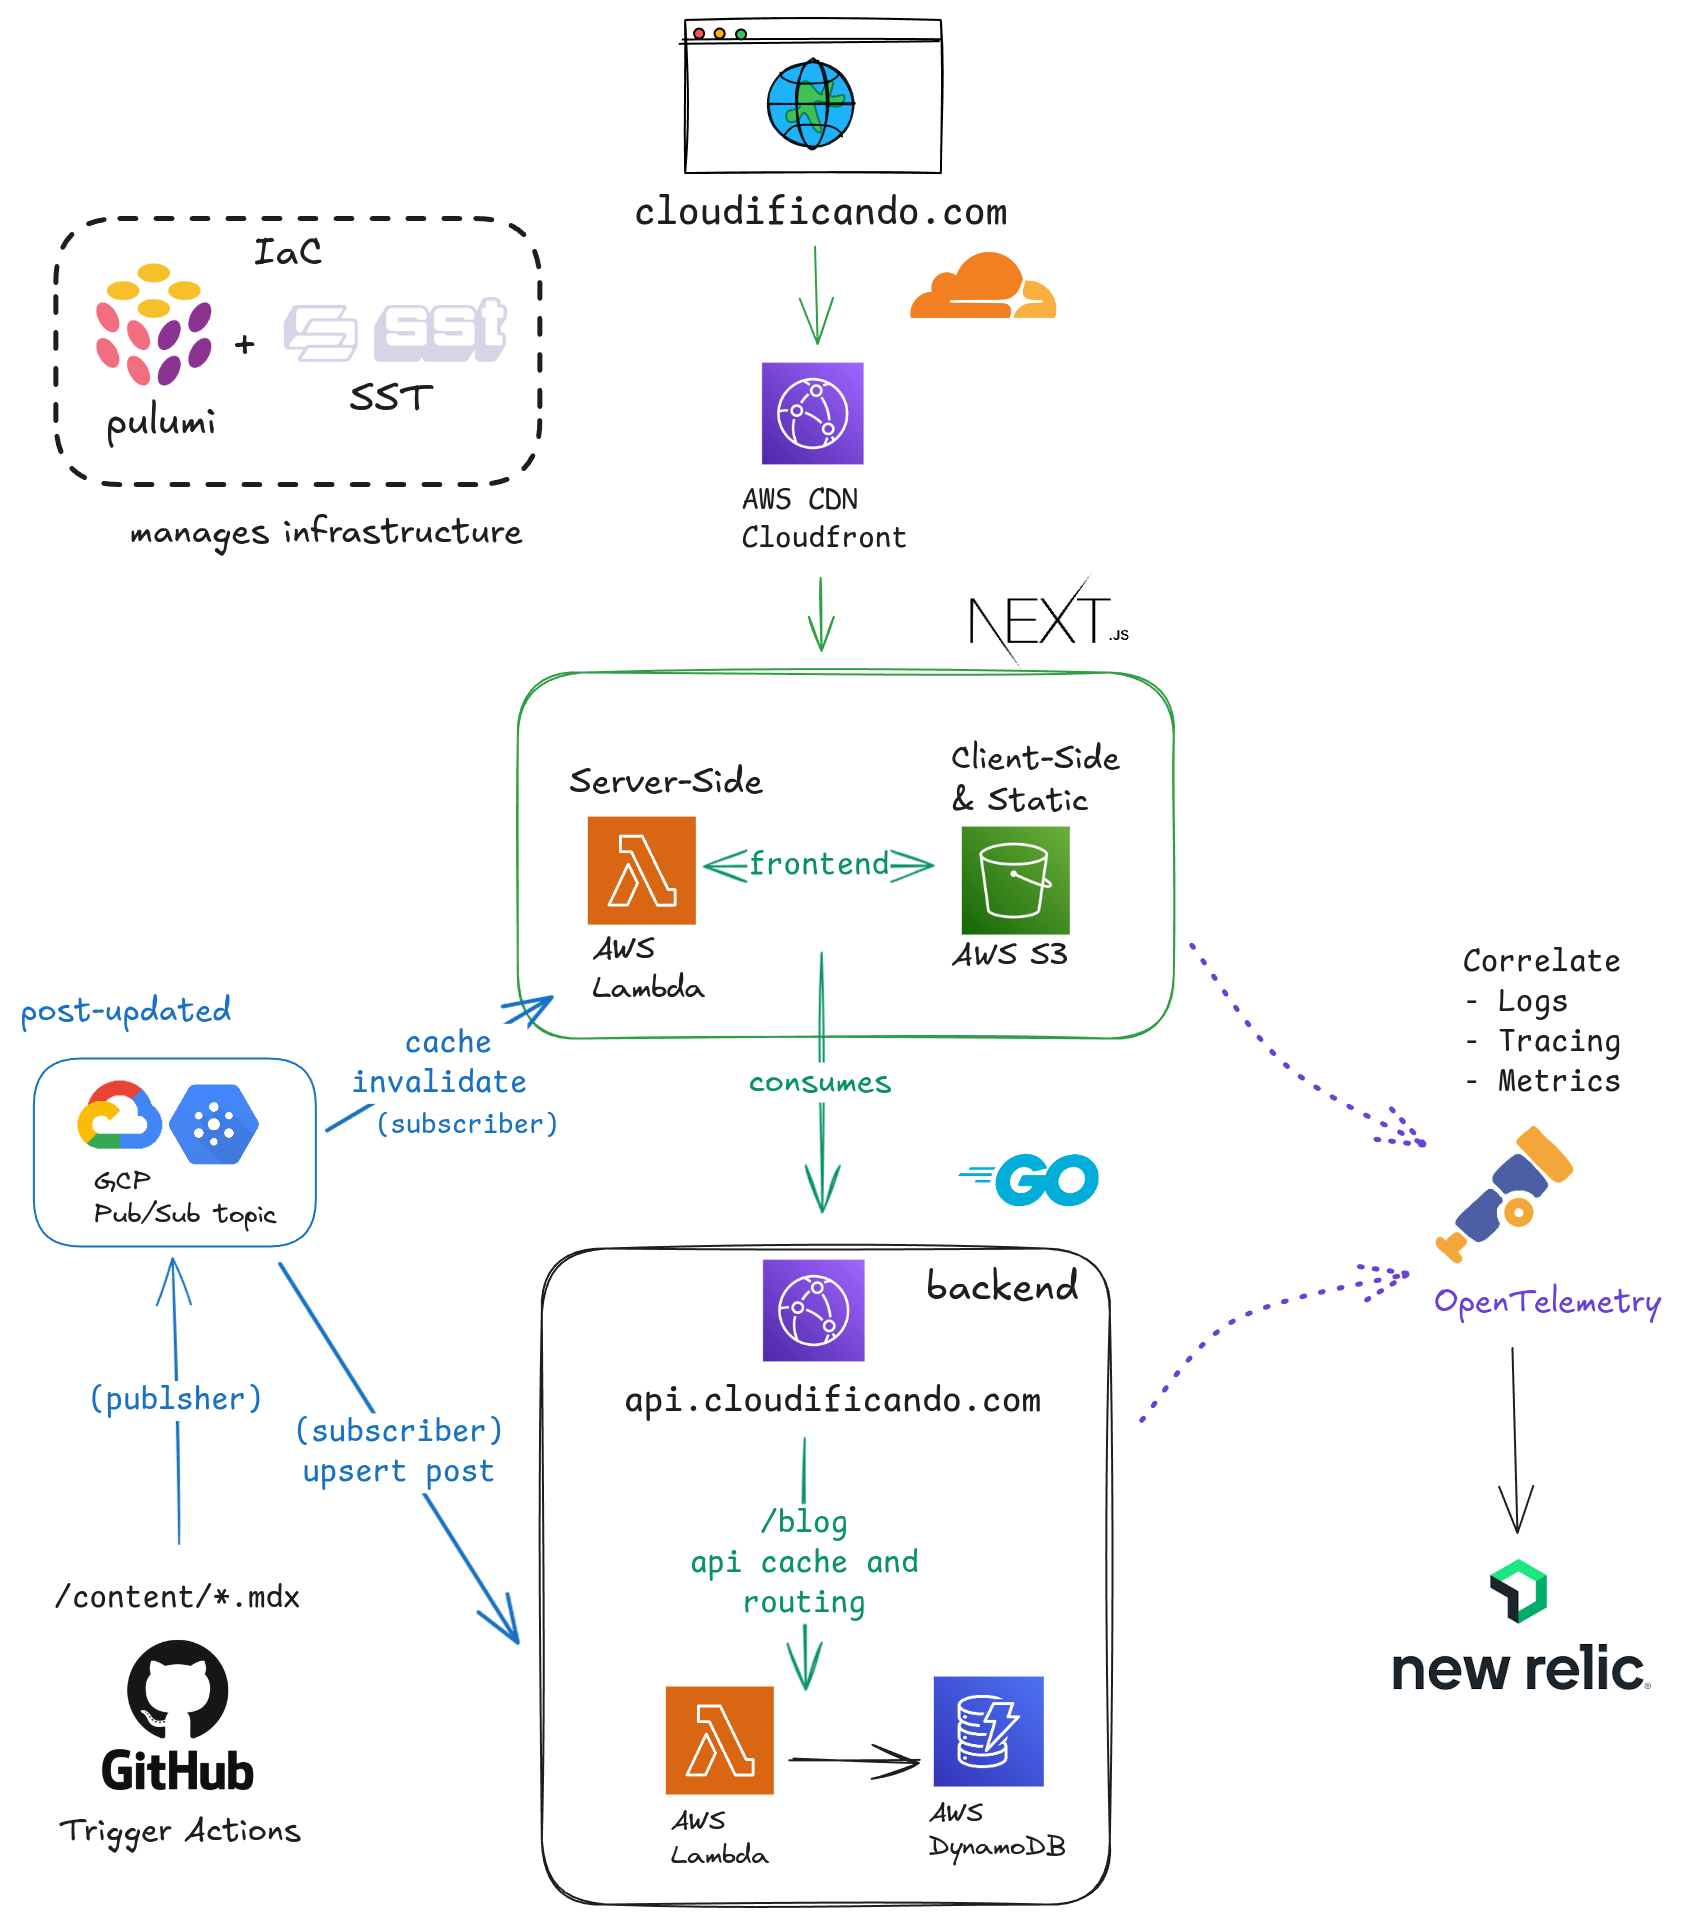 cloudificando.com
IaC
+
sst
pulumi
SST
manages infrastructure
AWS CDN
Cloudfront
NEXT.JS
Server-Side
Client-Side
& Static
frontend
AWS
Lambda
AWS S3
consumes
post-updated
cache
invalidate
(subscriber)
GCP
Pub/Sub topic
(publsher)
(subscriber)
upsert post
/content/*.mdx
GitHub
Trigger Actions
GO
backend
api.cloudificando.com
/blog
api cache and
routing
AWS
Lambda
AWS
DynamoDB
Correlate
- Logs
- Tracing
- Metrics
OpenTelemetry
new relic®